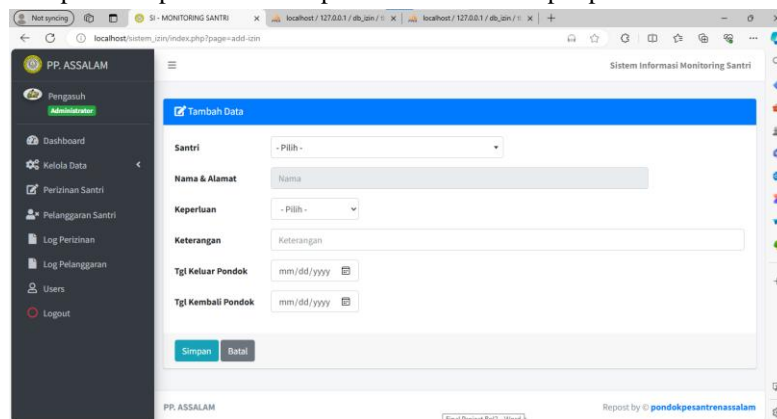 Not syncing
SI - MONITORING SANTRI
localhost / 127.0.0.1 / db_izin / t
localhost / 127.0.0.1 / db_izin / t
localhost/sistem_izin/index.php?page=add-izin
PP. ASSALAM
Sistem Informasi Monitoring Santri
Pengasuh
Administrator
Dashboard
Kelola Data
Perizinan Santri
Pelanggaran Santri
Log Perizinan
Log Pelanggaran
Users
Logout
Tambah Data
Santri
- Pilih -
Nama & Alamat
Nama
Keperluan
- Pilih -
Keterangan
Keterangan
Tgl Keluar Pondok
mm/dd/yyyy
Tgl Kembali Pondok
mm/dd/yyyy
Simpan Batal
PP. ASSALAM
Repost by © pondokpesantrenassalam